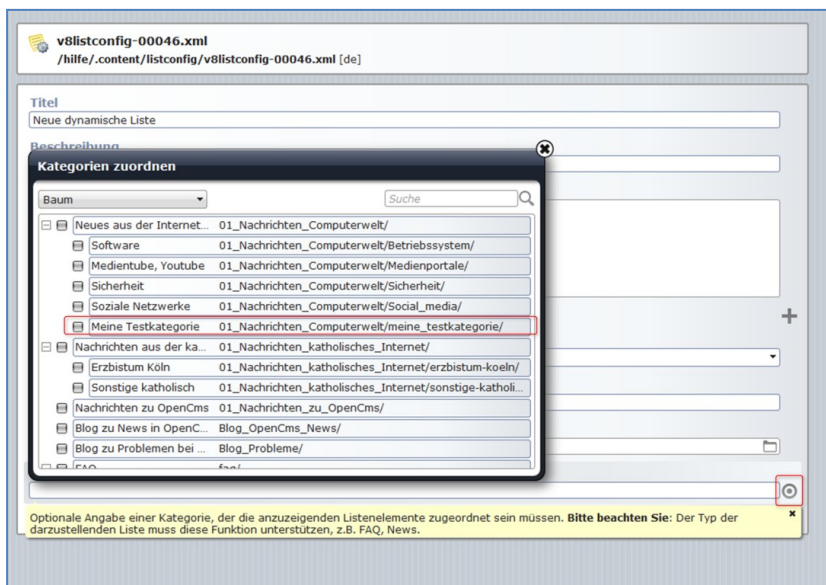 v8listconfig-00046.xml
/hilfe/.content/listconfig/v8listconfig-00046.xml [de]
Titel
Neue dynamische Liste
Beschreibung
Kategorien zuordnen
Baum Suche
Neues aus der Internet... 01_Nachrichten_Computerwelt/
Software 01_Nachrichten_Computerwelt/Betriebssystem/
Medientube, Youtube 01_Nachrichten_Computerwelt/Medienportale/
Sicherheit 01_Nachrichten_Computerwelt/Sicherheit/
Soziale Netzwerke 01_Nachrichten_Computerwelt/Social_media/
Meine Testkategorie 01_Nachrichten_Computerwelt/meine_testkategorie/
Nachrichten aus der ka... 01_Nachrichten_katholisches_Internet/
Erzbistum Köln 01_Nachrichten_katholisches_Internet/erzbistum-koeln/
Sonstige katholisch 01_Nachrichten_katholisches_Internet/sonstige-katholi...
Nachrichten zu OpenCms 01_Nachrichten_zu_OpenCms/
Blog zu News in OpenC... Blog_OpenCms_News/
Blog zu Problemen bei ... Blog_Probleme/
FAQ faq/
Optionale Angabe einer Kategorie, der die anzuzeigenden Listenelemente zugeordnet sein müssen. Bitte beachten Sie: Der Typ der
darzustellenden Liste muss diese Funktion unterstützen, z.B. FAQ, News.